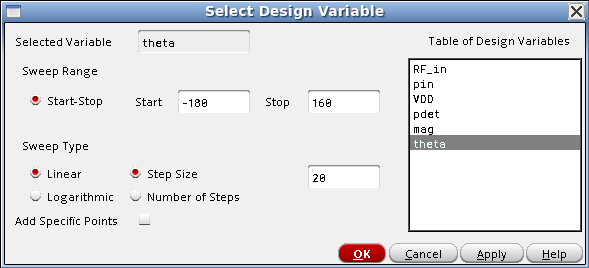 Select Design Variable
Selected Variable theta
Table of Design Variables
Sweep Range
Start-Stop Start -180 Stop 160
RF_in
pin
VDD
pdet
mag
theta
Sweep Type
Linear Step Size 20
Logarithmic Number of Steps
Add Specific Points
OK Cancel Apply Help